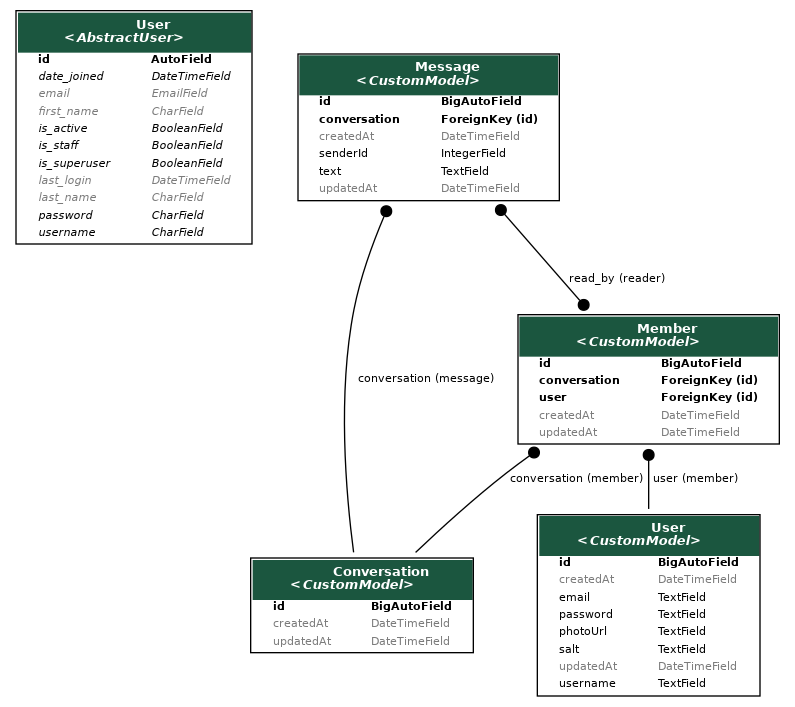 User
<AbstractUser>
id AutoField
date_joined DateTimeField
email EmailField
first_name CharField
is_active BooleanField
is_staff BooleanField
is_superuser BooleanField
last_login DateTimeField
last_name CharField
password CharField
username CharField
Message
<CustomModel>
id BigAutoField
conversation ForeignKey (id)
createdAt DateTimeField
senderId IntegerField
text TextField
updatedAt DateTimeField
read_by (reader)
Member
<CustomModel>
id BigAutoField
conversation ForeignKey (id)
user ForeignKey (id)
createdAt DateTimeField
updatedAt DateTimeField
conversation (message)
conversation (member)
user (member)
Conversation
<CustomModel>
id BigAutoField
createdAt DateTimeField
updatedAt DateTimeField
User
<CustomModel>
id BigAutoField
createdAt DateTimeField
email TextField
password TextField
photoUrl TextField
salt TextField
updatedAt DateTimeField
username TextField